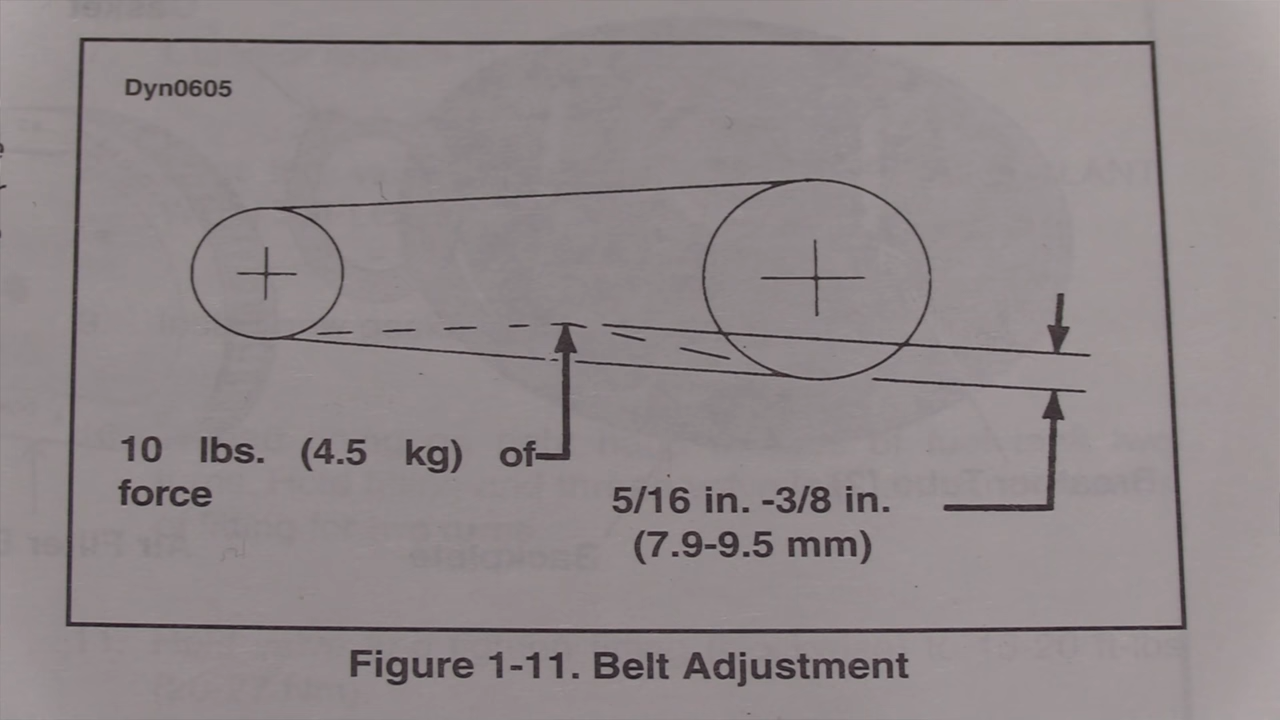 Dyn0605
10 lbs. (4.5 kg) of
force
5/16 in. -3/8 in.
(7.9-9.5 mm)
Figure 1-11. Belt Adjustment